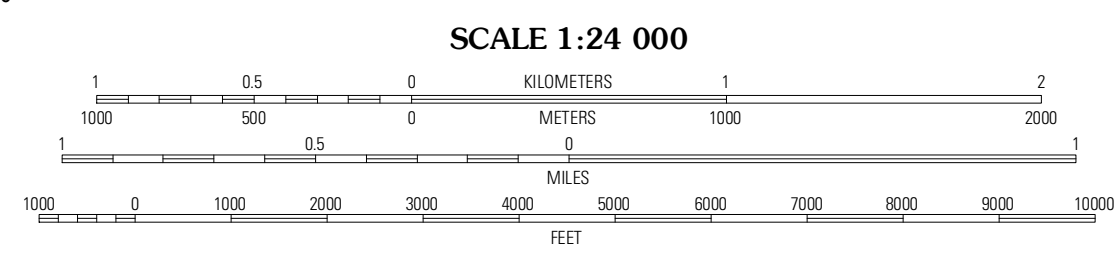 SCALE 1:24 000
1 0.5 0 KILOMETERS 1 2
1000 500 0 METERS 1000 2000
1 0.5 0 1
MILES
1000 0 1000 2000 3000 4000 5000 6000 7000 8000 9000 10000
FEET